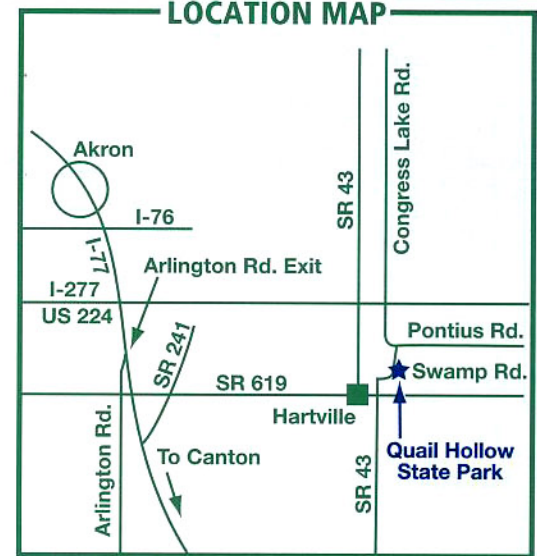 LOCATION MAP
Akron
I-76
I-77
SR 43
Congress Lake Rd.
Arlington Rd. Exit
I-277
US 224
SR 241
Pontius Rd.
Swamp Rd.
SR 619
Hartville
Arlington Rd.
To Canton
SR 43
Quail Hollow
State Park